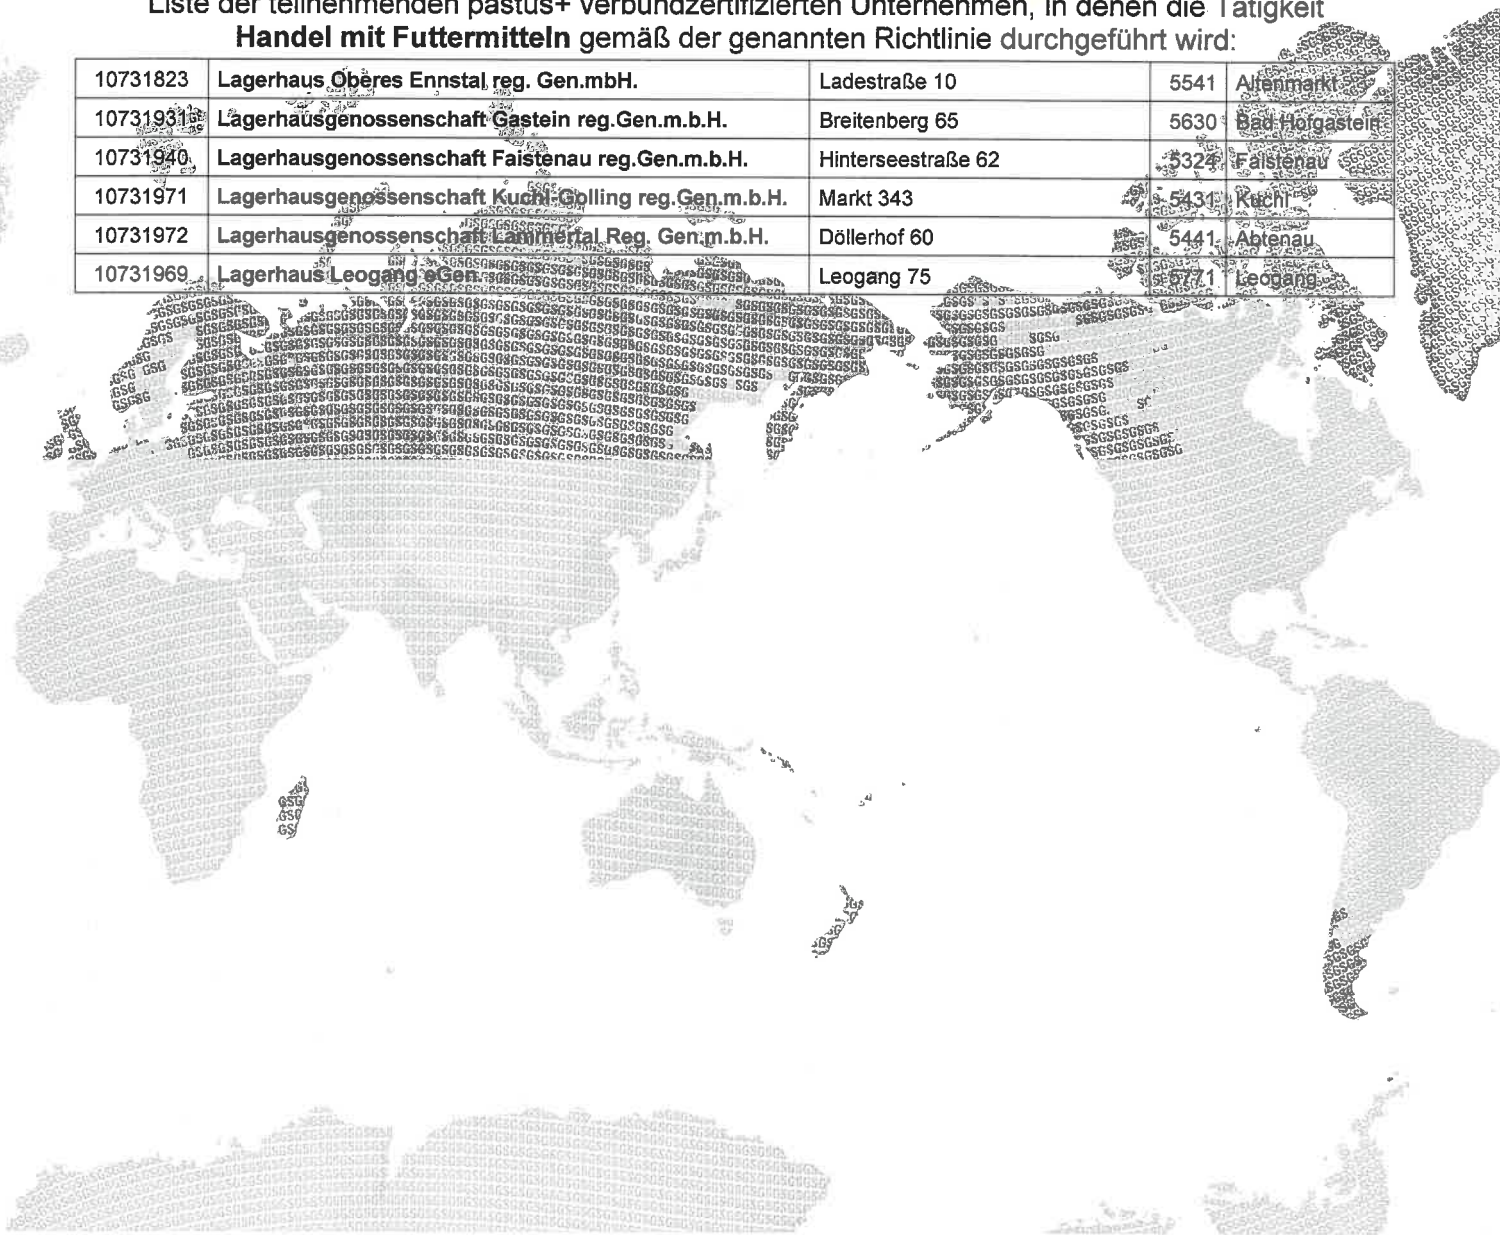 Liste der teilnehmenden pastus+ verbundzertifizierten Unternehmen, in denen die Tätigkeit
Handel mit Futtermitteln gemäß der genannten Richtlinie durchgeführt wird:
10731823 Lagerhaus Oberes Ennstal reg. Gen.mbH. Ladestraße 10 5541 Altenmarkt
10731931 Lagerhausgenossenschaft Gastein reg.Gen.m.b.H. Breitenberg 65 5630 Bad Hofgastein
10731940 Lagerhausgenossenschaft Faistenau reg.Gen.m.b.H. Hinterseestraße 62 5324 Faistenau
10731971 Lagerhausgenossenschaft Kuchl-Golling reg.Gen.m.b.H. Markt 343 5431 Kuchl
10731972 Lagerhausgenossenschaft Lammertal Reg. Gen.m.b.H. Döllerhof 60 5441 Abtenau
10731969 Lagerhaus Leogang eGen. Leogang 75 5771 Leogang